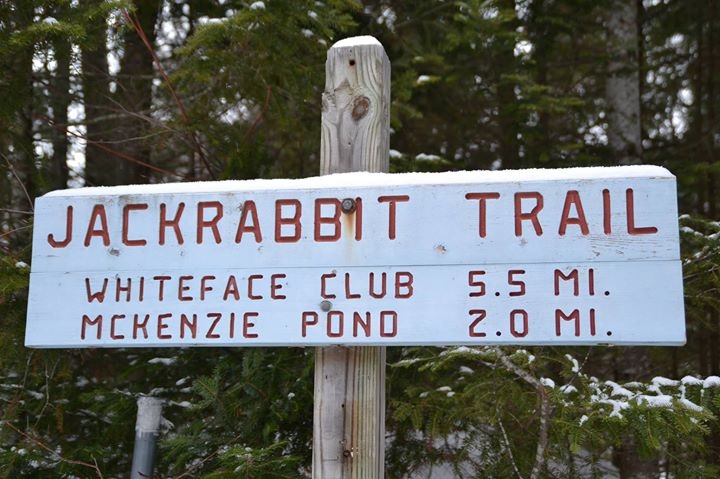 JACKRABBIT TRAIL
WHITEFACE CLUB 5.5 MI.
MCKENZIE POND 2.0 MI.